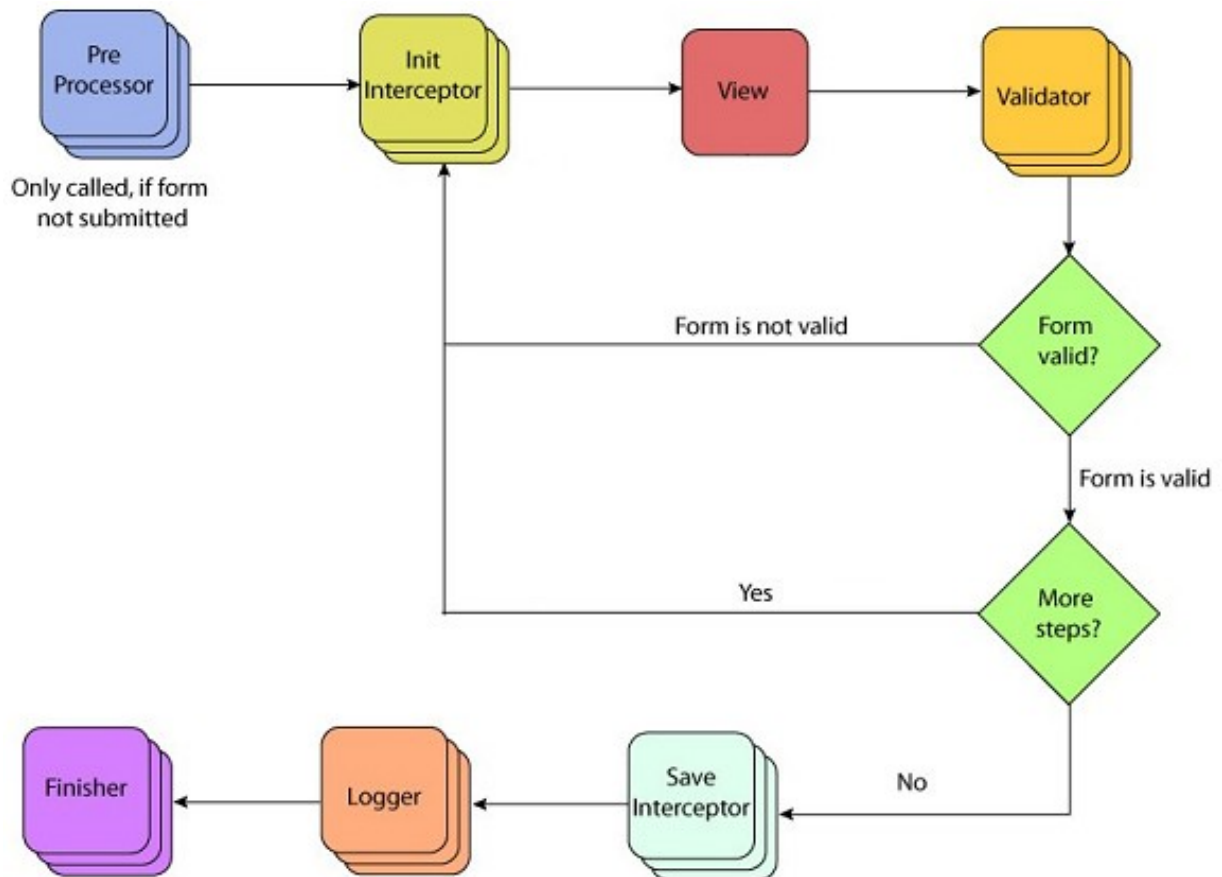 Pre
Processor
Init
Interceptor
View
Validator
Only called, if form
not submitted
Form is not valid
Form
valid?
Form is valid
Yes
More
steps?
Finisher
Logger
Save
Interceptor
No